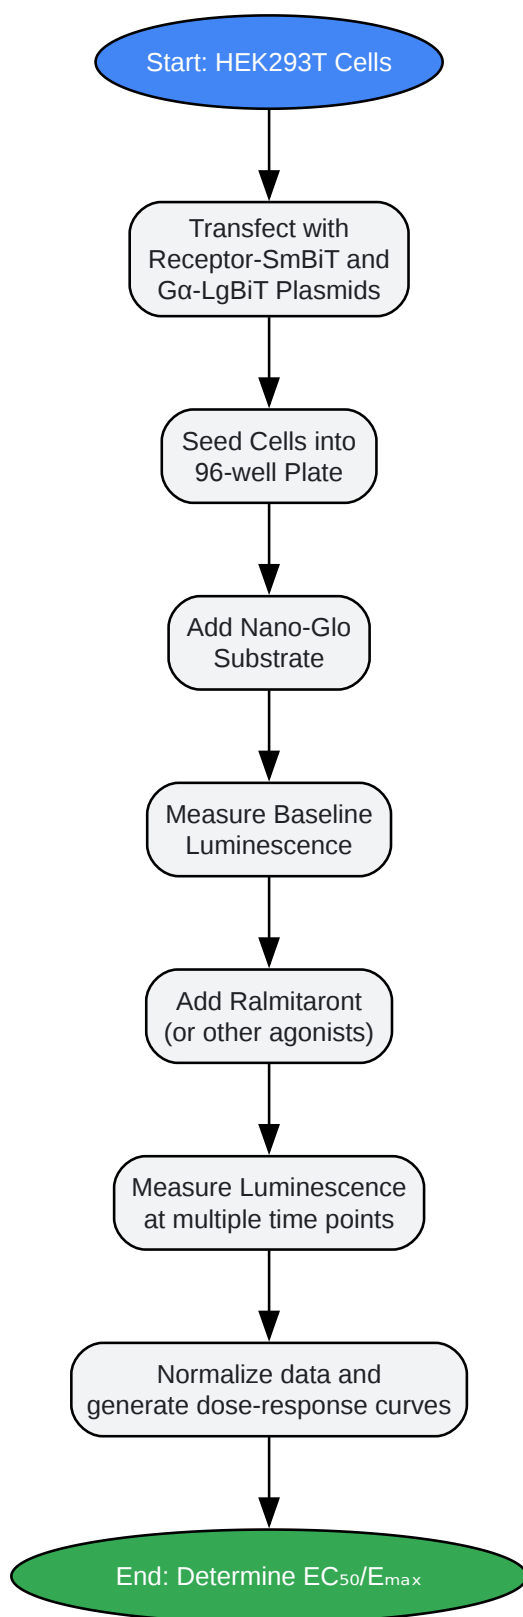 Start: HEK293T Cells
Transfect with
Receptor-SmBiT and
Gα-LgBiT Plasmids
Seed Cells into
96-well Plate
Add Nano-Glo
Substrate
Measure Baseline
Luminescence
Add Ralmitaront
(or other agonists)
Measure Luminescence
at multiple time points
Normalize data and
generate dose-response curves
End: Determine EC₅₀/Eₘₐₓ